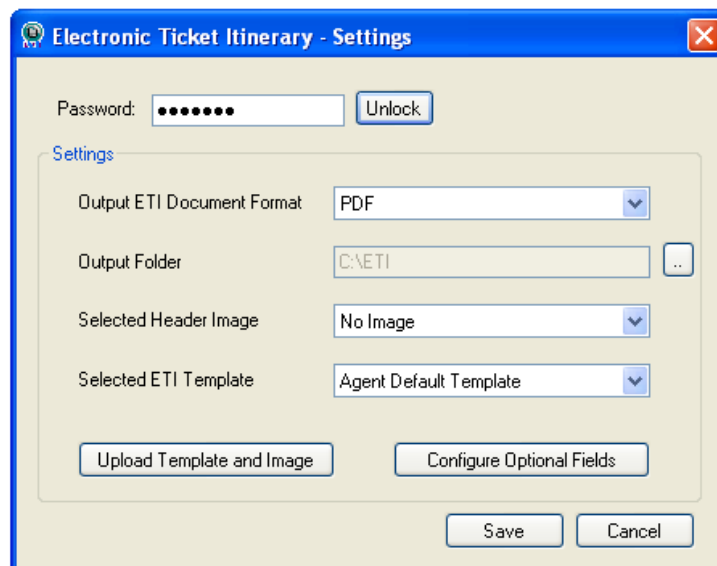 Electronic Ticket Itinerary - Settings
Password: ●●●●●●● Unlock
Settings
Output ETI Document Format PDF
Output Folder C:\ETI ..
Selected Header Image No Image
Selected ETI Template Agent Default Template
Upload Template and Image Configure Optional Fields
Save Cancel